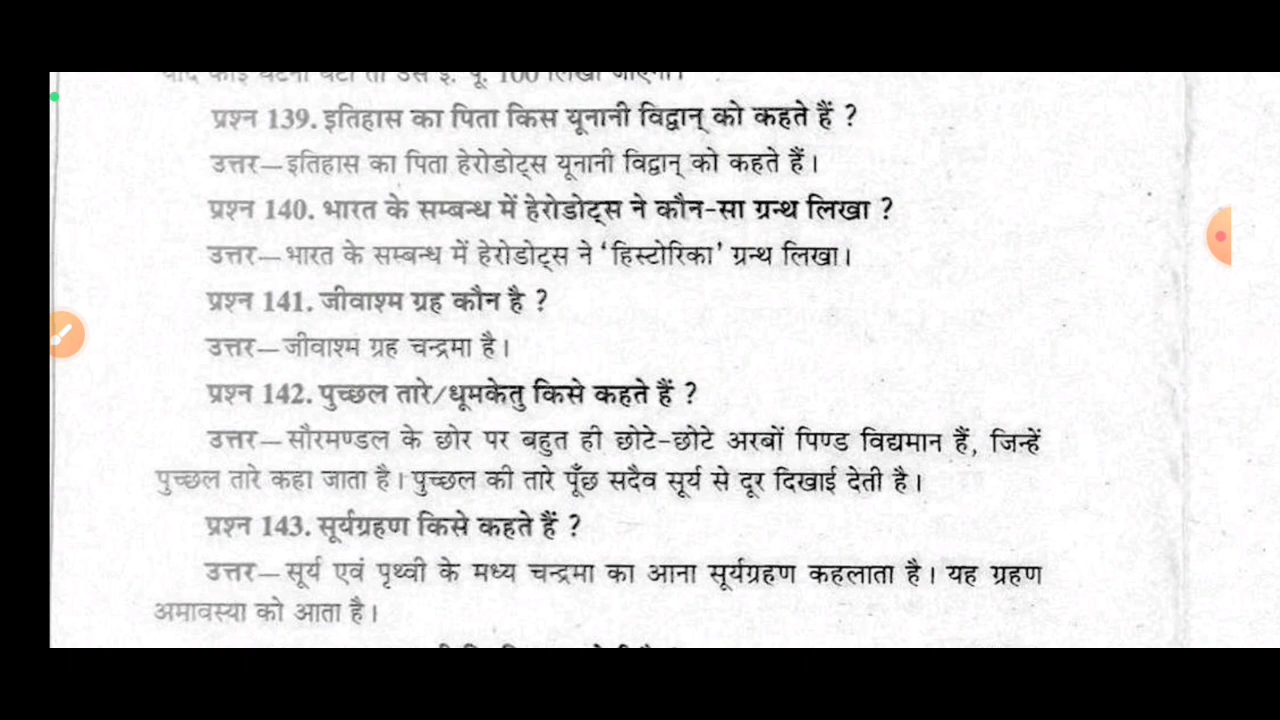 प्रश्न 139. इतिहास का पिता किस यूनानी विद्वान् को कहते हैं ?
उत्तर—इतिहास का पिता हेरोडोट्स यूनानी विद्वान् को कहते हैं।
प्रश्न 140. भारत के सम्बन्ध में हेरोडोट्स ने कौन-सा ग्रन्थ लिखा ?
उत्तर—भारत के सम्बन्ध में हेरोडोट्स ने ‘हिस्टोरिका’ ग्रन्थ लिखा।
प्रश्न 141. जीवाश्म ग्रह कौन है ?
उत्तर—जीवाश्म ग्रह चन्द्रमा है।
प्रश्न 142. पुच्छल तारे/धूमकेतु किसे कहते हैं ?
उत्तर—सौरमण्डल के छोर पर बहुत ही छोटे-छोटे अरबों पिण्ड विद्यमान हैं, जिन्हें
पुच्छल तारे कहा जाता है। पुच्छल की तारे पूँछ सदैव सूर्य से दूर दिखाई देती है।
प्रश्न 143. सूर्यग्रहण किसे कहते हैं ?
उत्तर—सूर्य एवं पृथ्वी के मध्य चन्द्रमा का आना सूर्यग्रहण कहलाता है। यह ग्रहण
अमावस्या को आता है।